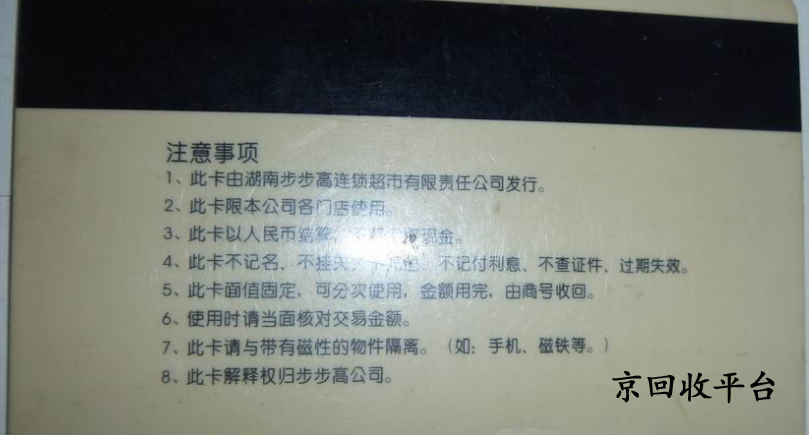 注意事项
1、此卡由湖南步步高连锁超市有限责任公司发行。
2、此卡限本公司各门店使用。
3、此卡以人民币结算，不 现金。
4、此卡不记名、不挂失、 不记付利息、不查证件、过期失效。
5、此卡面值固定，可分次使用，金额用完，由商号收回。
6、使用时请当面核对交易金额。
7、此卡请与带有磁性的物件隔离。（如：手机、磁铁等。）
8、此卡解释权归步步高公司。
京回收平台